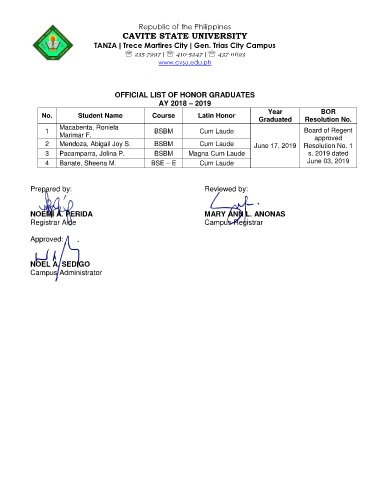 Republic of the Philippines
CAVITE STATE UNIVERSITY
TANZA | Trece Martires City | Gen. Trias City Campus
☏ 235-7997 | ☏ 410-5247 | ☏ 437-0693
www.cvsu.edu.ph
OFFICIAL LIST OF HONOR GRADUATES
AY 2018 – 2019
No. Student Name Course Latin Honor Year Graduated BOR Resolution No.
1 Macabenta, Roniela Marimar F. BSBM Cum Laude June 17, 2019 Board of Regent approved Resolution No. 1 s. 2019 dated June 03, 2019
2 Mendoza, Abigail Joy S. BSBM Cum Laude
3 Pacamparra, Jolina P. BSBM Magna Cum Laude
4 Banate, Sheena M. BSE – E Cum Laude
Prepared by: Reviewed by:
NOEMI A. PERIDA MARY ANN L. ANONAS
Registrar Aide Campus Registrar
Approved:
NOEL A. SEDIGO
Campus Administrator